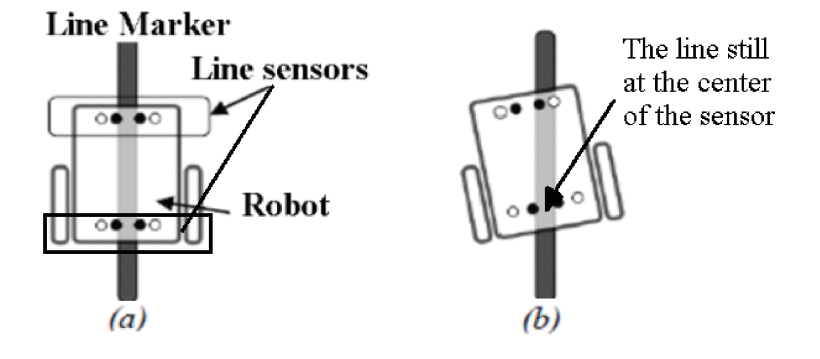 Line Marker
Line sensors
Robot
(a)
The line still
at the center
of the sensor
(b)